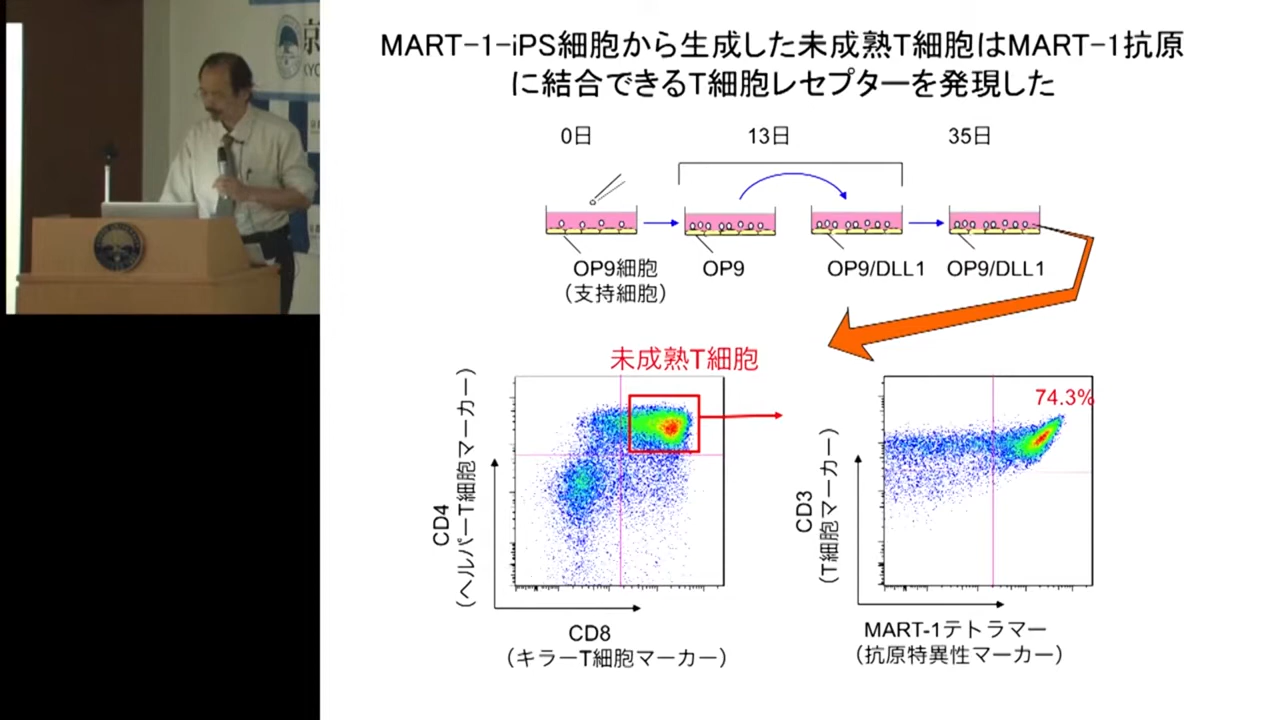 MART-1-iPS細胞から生成した未成熟T細胞はMART-1抗原
に結合できるT細胞レセプターを発現した
0日
13日
35日
OP9細胞
(支持細胞)
OP9
OP9/DLL1
OP9/DLL1
未成熟T細胞
74.3%
CD4
(ヘルパーT細胞マーカー)
CD8
(キラーT細胞マーカー)
CD3
(T細胞マーカー)
MART-1テトラマー
(抗原特異性マーカー)
京
KYO